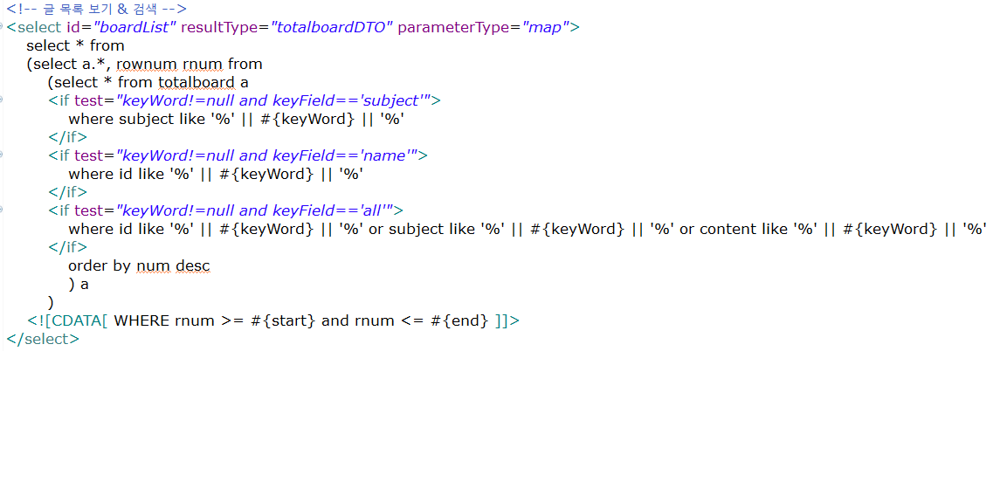 <!-- 글 목록 보기 & 검색 -->
<select id="boardList" resultType="totalboardDTO" parameterType="map">
select * from
(select a.*, rownum rnum from
(select * from totalboard a
<if test="keyWord!=null and keyField=='subject'">
where subject like '%' || #{keyWord} || '%'
</if>
<if test="keyWord!=null and keyField=='name'">
where id like '%' || #{keyWord} || '%'
</if>
<if test="keyWord!=null and keyField=='all'">
where id like '%' || #{keyWord} || '%' or subject like '%' || #{keyWord} || '%' or content like '%' || #{keyWord} || '%'
</if>
order by num desc
) a
)
<![CDATA[ WHERE rnum >= #{start} and rnum <= #{end} ]]>
</select>